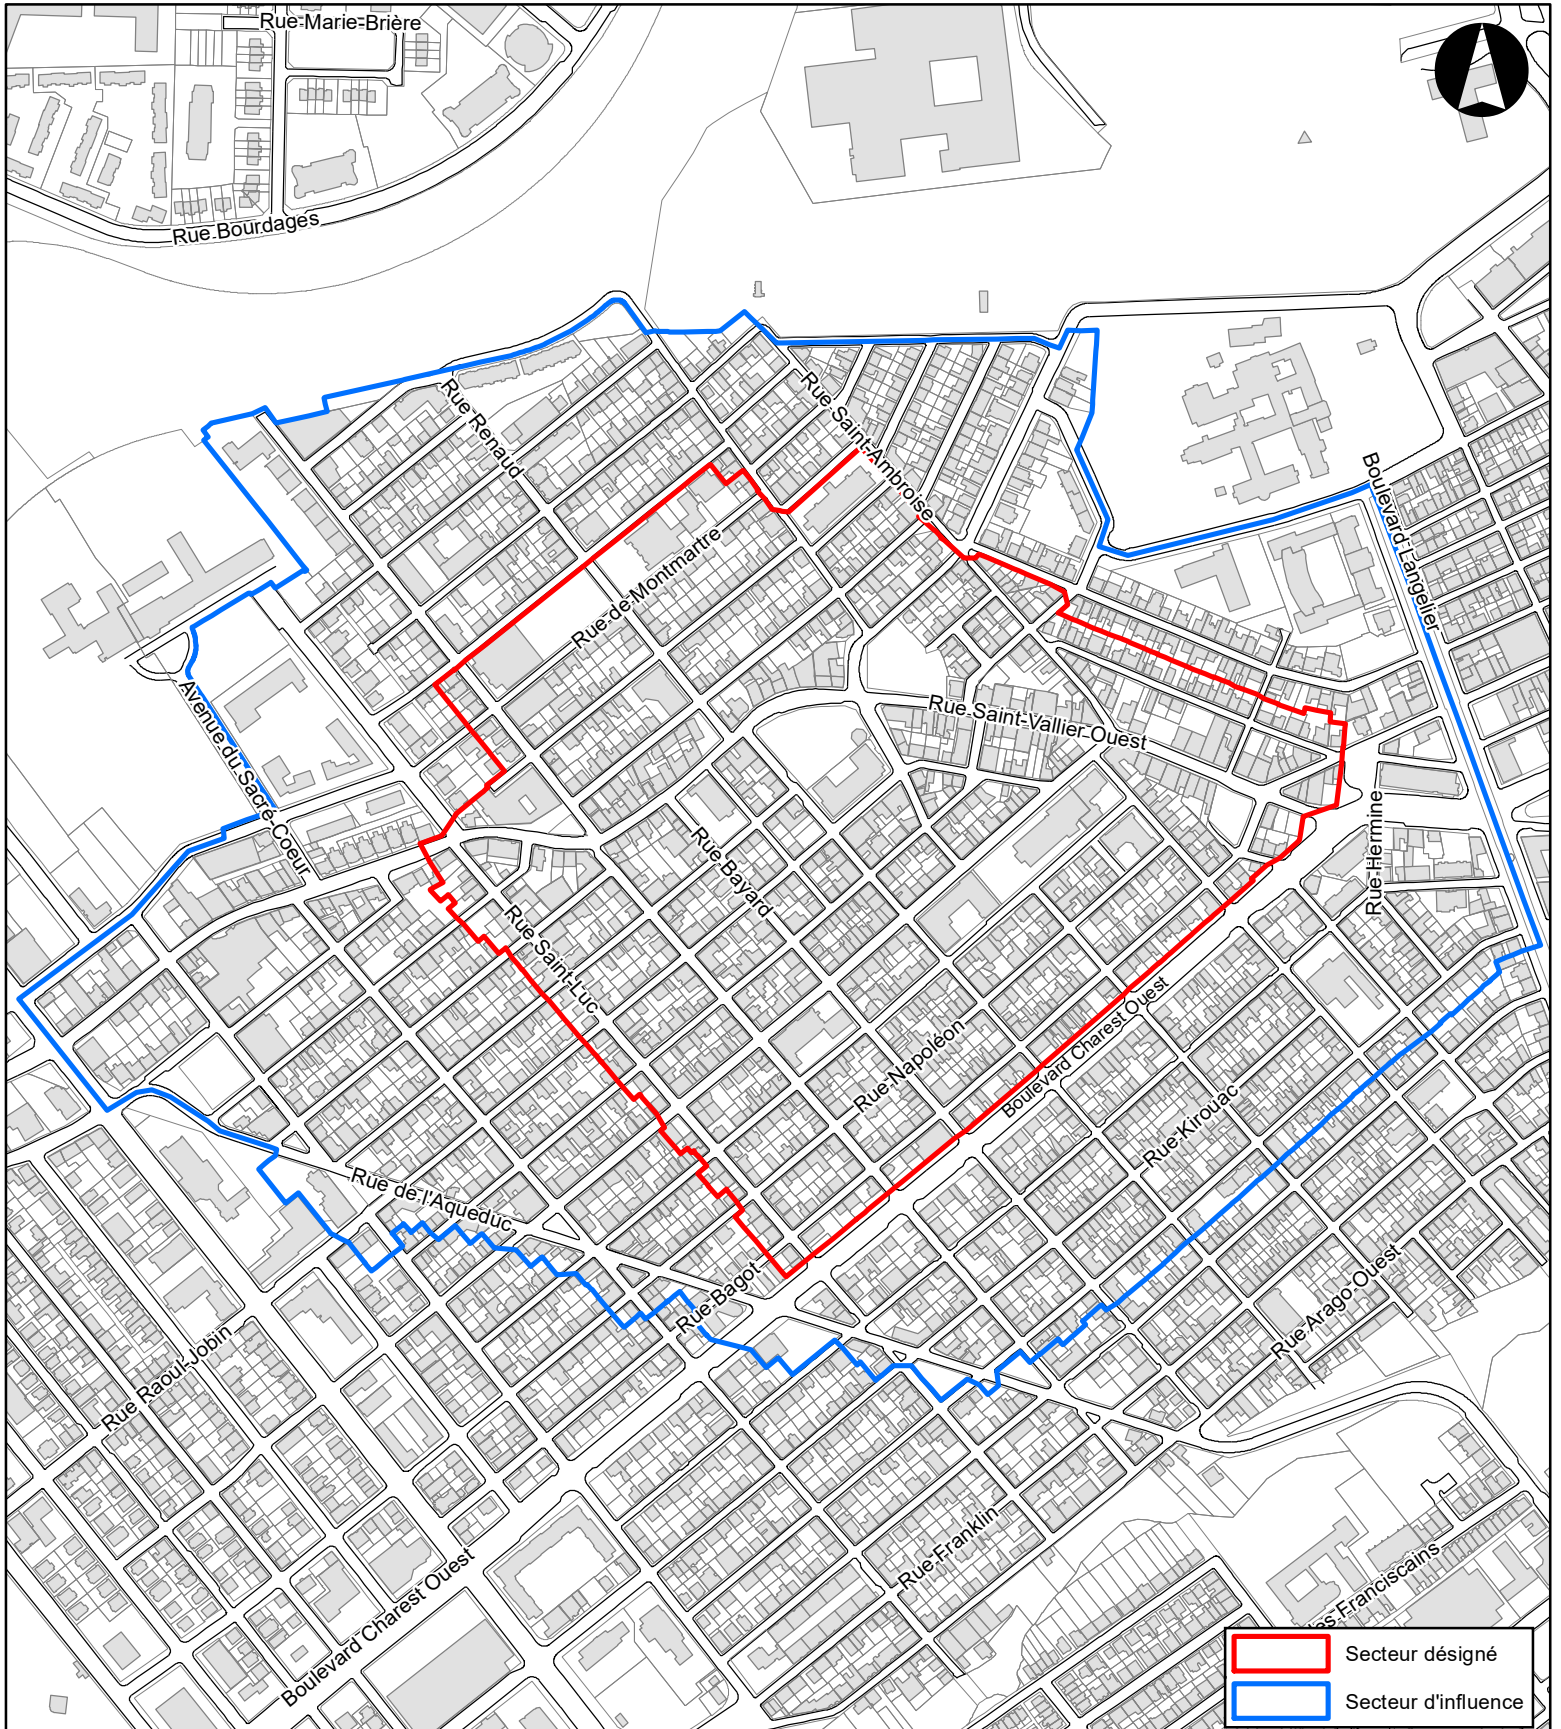 Rue Marie-Brière
Rue Bourdages
Rue Renaud
Rue Saint-Ambroise
Boulevard Langelier
Rue de Montmartre
Avenue du Sacré-Coeur
Rue Saint-Vallier Ouest
Rue Hermine
Rue Bayard
Rue Saint-Luc
Rue Napoléon
Boulevard Charest Ouest
Rue Kirouac
Rue de l'Aqueduc
Rue Bagot
Rue Arago Ouest
Rue Raoul-Jobin
Rue Franklin
Boulevard Charest Ouest
des Franciscains
Secteur désigné
Secteur d'influence